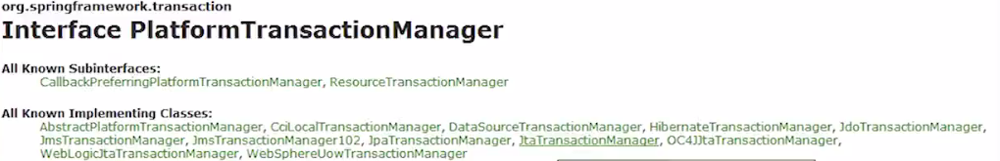 org.springframework.transaction
Interface PlatformTransactionManager
All Known Subinterfaces:
CallbackPreferringPlatformTransactionManager, ResourceTransactionManager
All Known Implementing Classes:
AbstractPlatformTransactionManager, CciLocalTransactionManager, DataSourceTransactionManager, HibernateTransactionManager, JdoTransactionManager,
JmsTransactionManager, JmsTransactionManager102, JpaTransactionManager, JtaTransactionManager, OC4JJtaTransactionManager,
WebLogicJtaTransactionManager, WebSphereUowTransactionManager